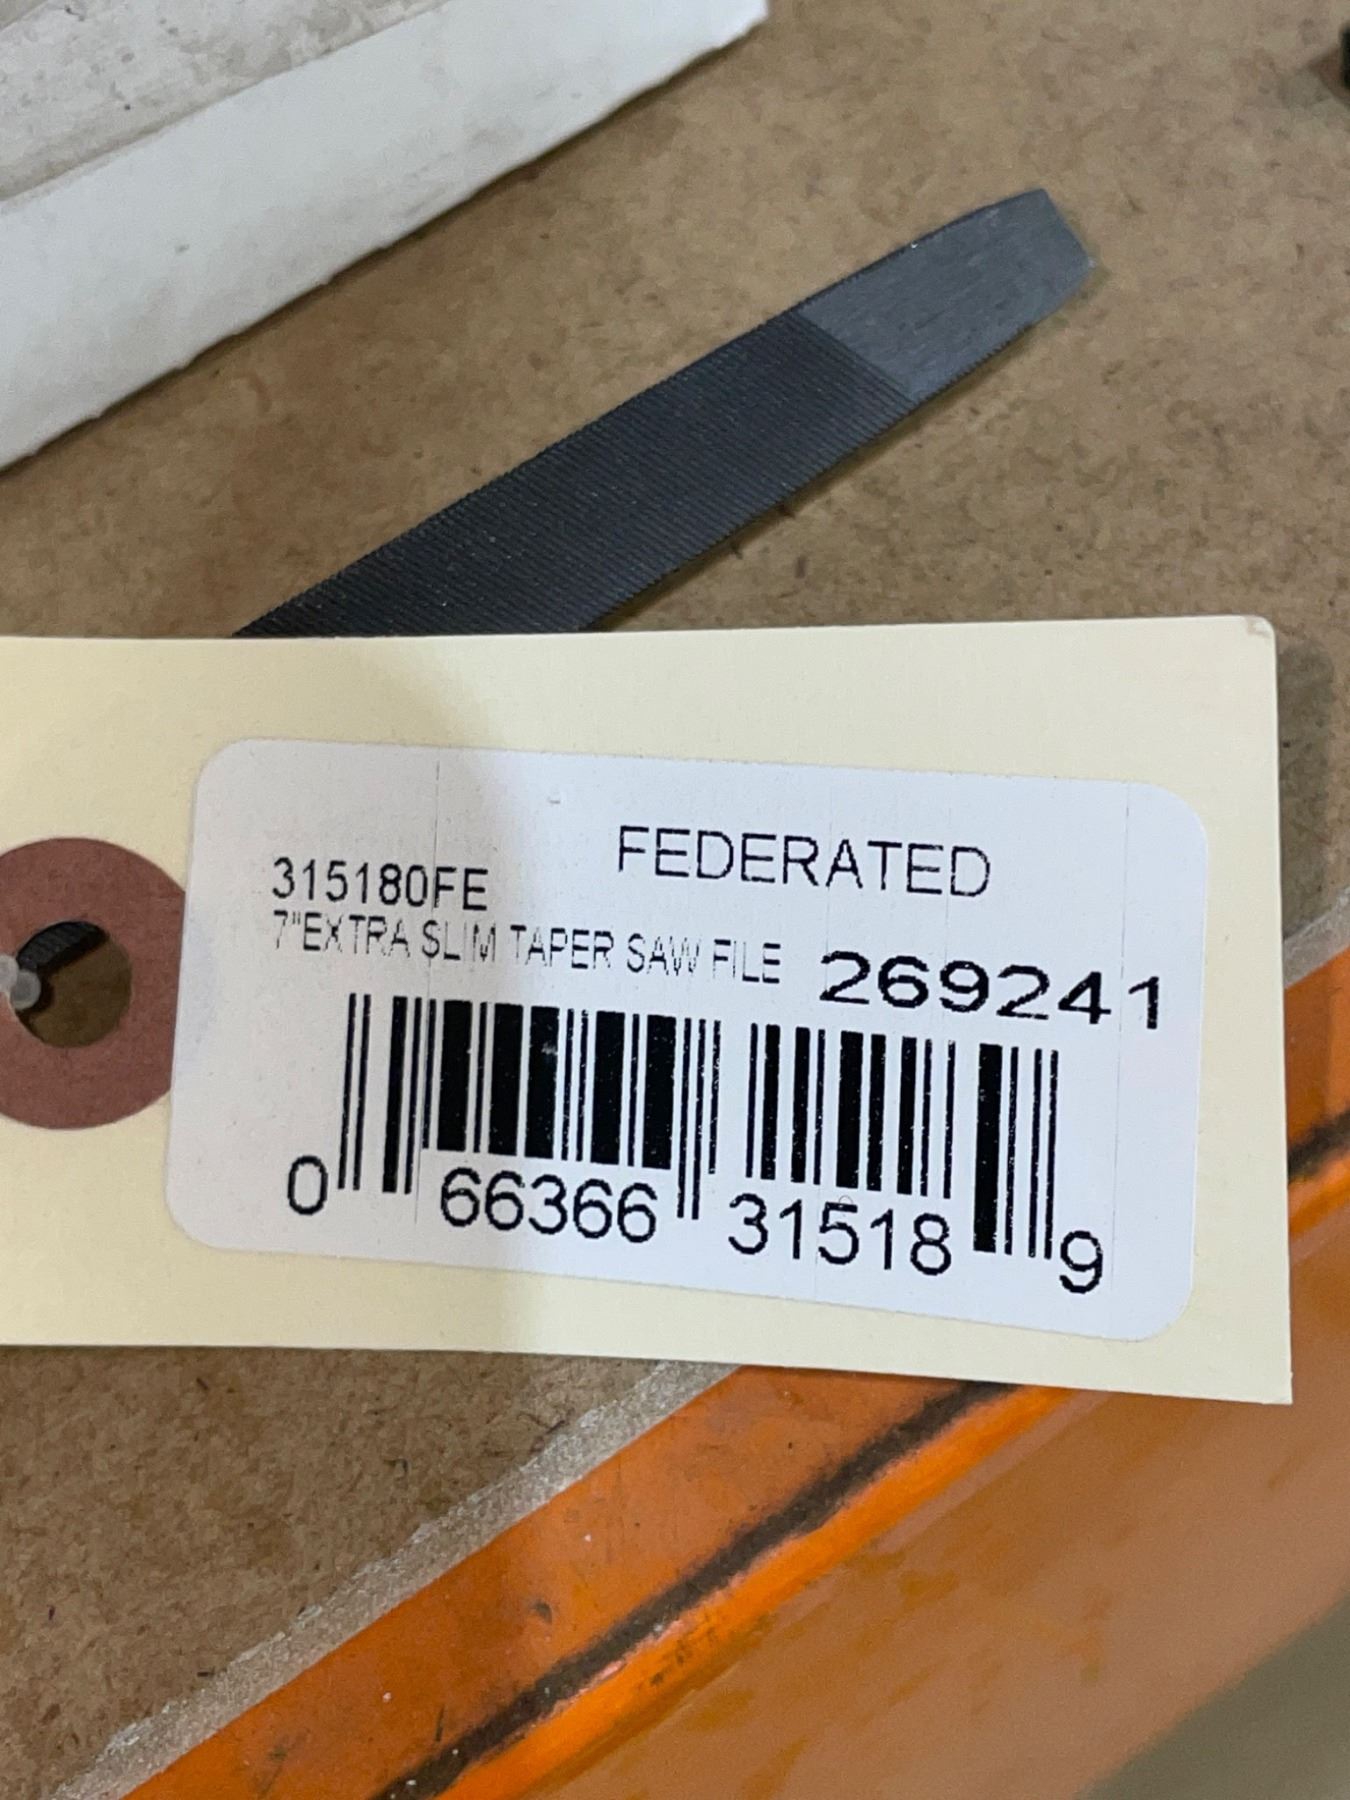 FEDERATED
315180FE
7"EXTRA SLIM TAPER SAW FILE 269241
0 66366 31518 9